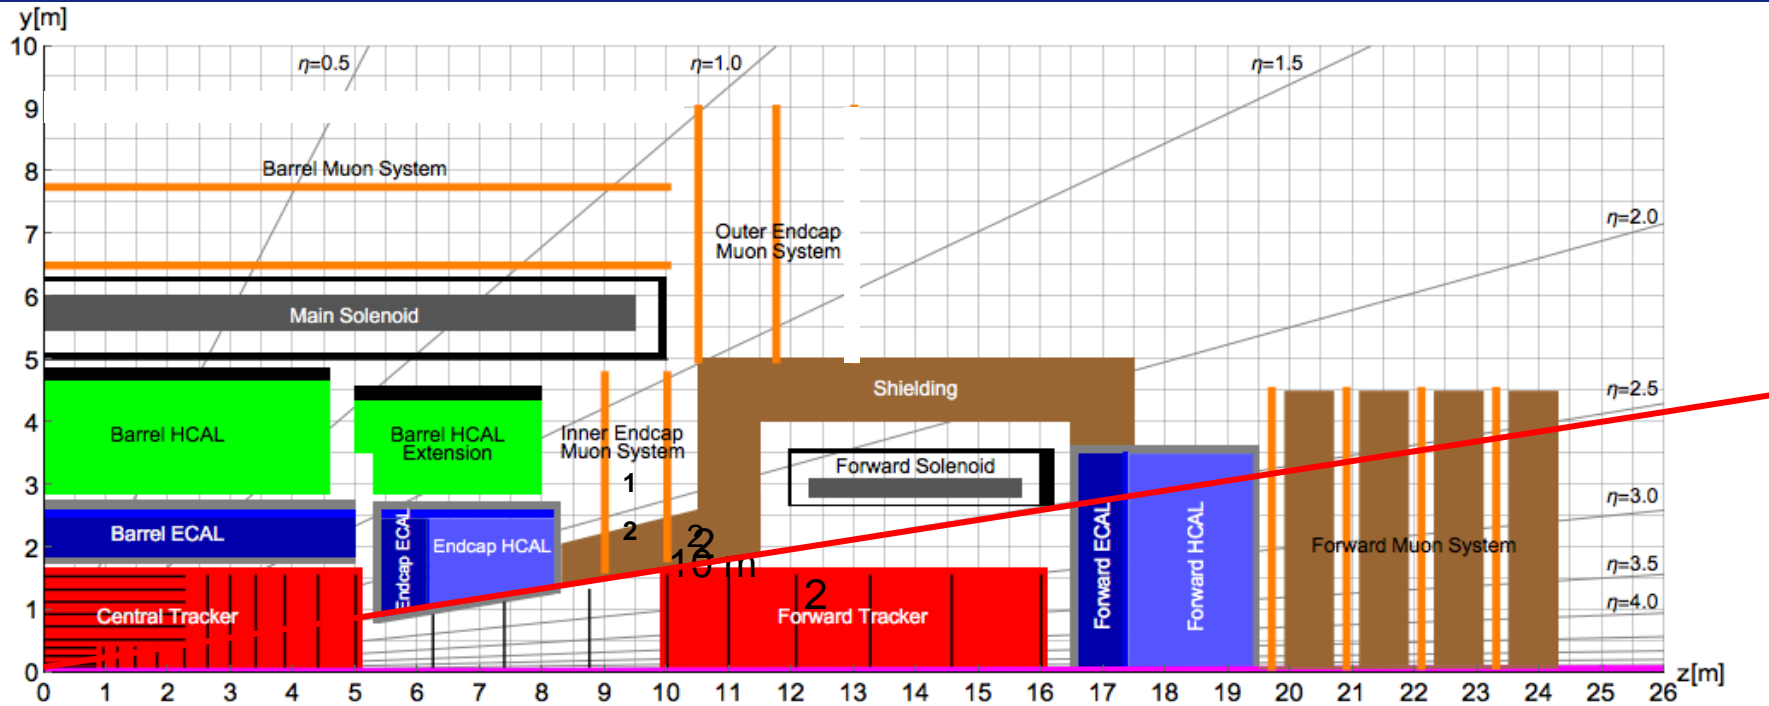 y[m]
10
η=0.5
η=1.0
η=1.5
9
8
Barrel Muon System
7
Outer Endcap
Muon System
η=2.0
6
Main Solenoid
5
Shielding
η=2.5
4
Barrel HCAL
Barrel HCAL
Extension
Inner Endcap
Muon System
Forward Solenoid
3
1
η=3.0
2
Barrel ECAL
Endcap ECAL
Endcap HCAL
2
2
Forward ECAL
Forward HCAL
Forward Muon System
η=3.5
m
2
η=4.0
1
Central Tracker
Forward Tracker
0
0 1 2 3 4 5 6 7 8 9 10 11 12 13 14 15 16 17 18 19 20 21 22 23 24 25 26
z[m]